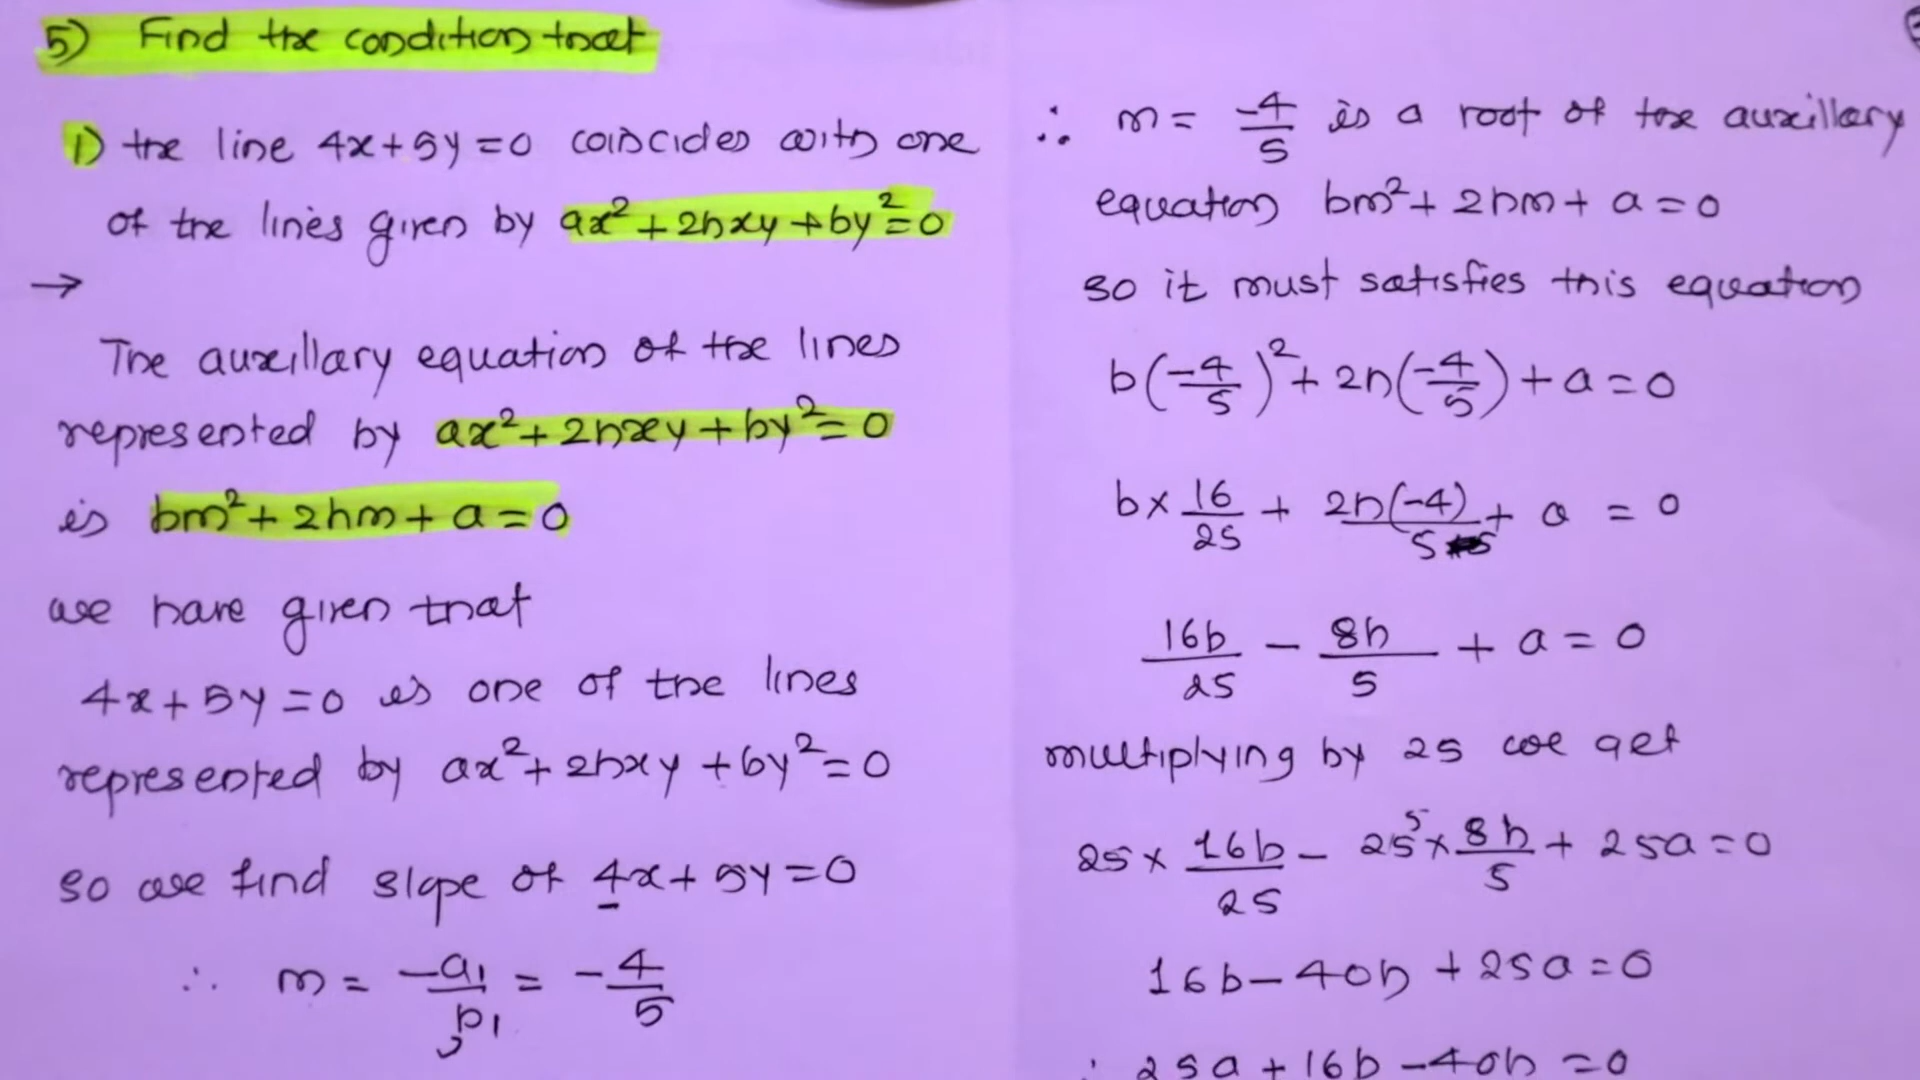 5) Find the condition that
i) the line 4x+5y=0 coincides with one
of the lines given by ax²+2hxy+by²=0
→
The auxillary equation of the lines
represented by ax²+2hxy+by²=0
is bm²+2hm+a=0
we have given that
4x+5y=0 is one of the lines
represented by ax²+2hxy+by²=0
so we find slope of 4x+5y=0
∴ m = -a₁/b₁ = -4/5
∴ m = -4/5 is a root of the auxillary
equation bm²+2hm+a=0
so it must satisfies this equation
b(-4/5)²+2h(-4/5)+a=0
b×16/25 + 2h(-4)/5 + a = 0
16b/25 - 8h/5 + a = 0
multiplying by 25 we get
25×16b/25 - 25⁵×8h/5 + 25a=0
16b-40h+25a=0
∴ 25a+16b-40h=0